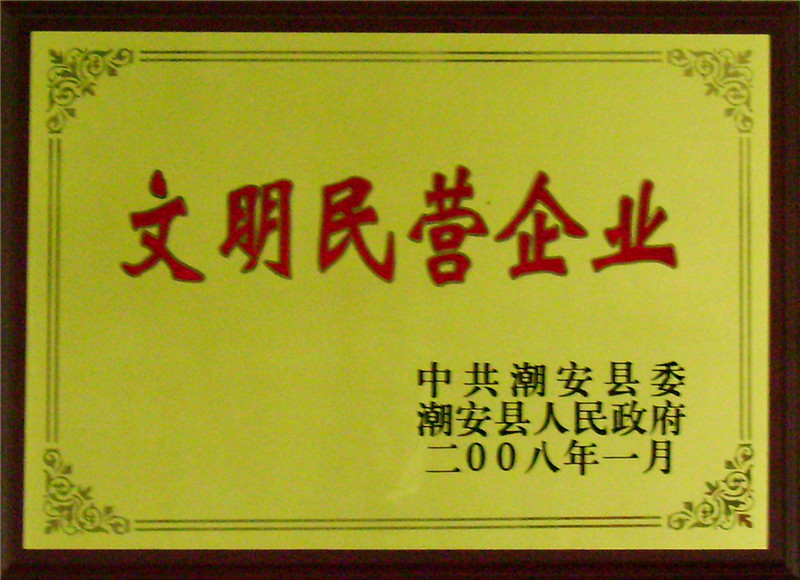 文明民营企业
中共潮安县委
潮安县人民政府
二00八年一月